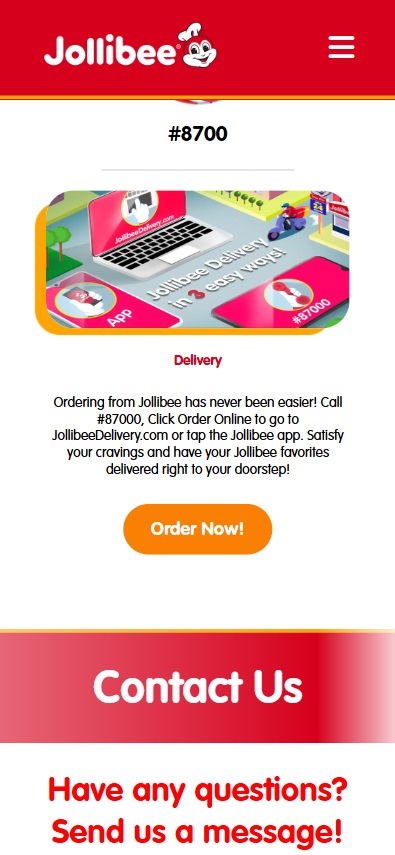 Jollibee
#8700
JollibeeDelivery.com
Jollibee Delivery
in 3 easy ways!
App
#87000
Delivery
Ordering from Jollibee has never been easier! Call
#87000, Click Order Online to go to
JollibeeDelivery.com or tap the Jollibee app. Satisfy
your cravings and have your Jollibee favorites
delivered right to your doorstep!
Order Now!
Contact Us
Have any questions?
Send us a message!